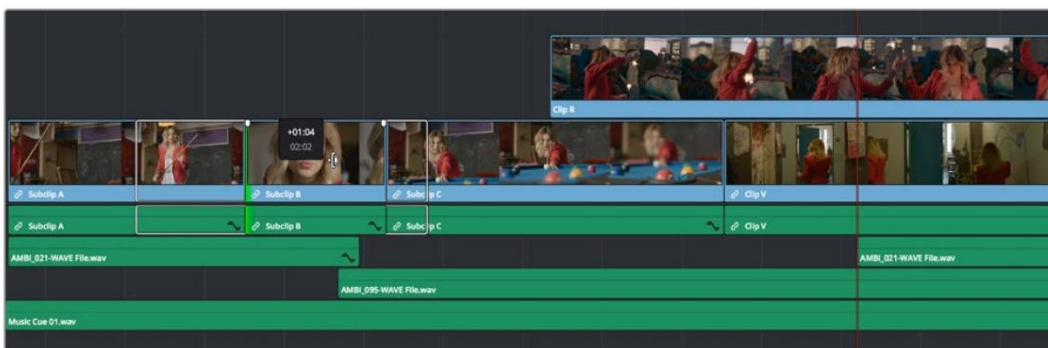 Clip R
+01:04
02:02
Subclip A
Subclip B
Subclip C
Clip V
Subclip A
Subclip B
Subclip C
Clip V
AMBI_021-WAVE File.wav
AMBI_021-WAVE File.wav
AMBI_095-WAVE File.wav
Music Cue 01.wav